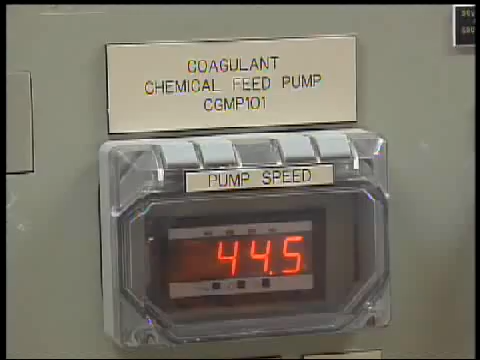 COAGULANT
CHEMICAL FEED PUMP
CGMP101
PUMP SPEED
44.5